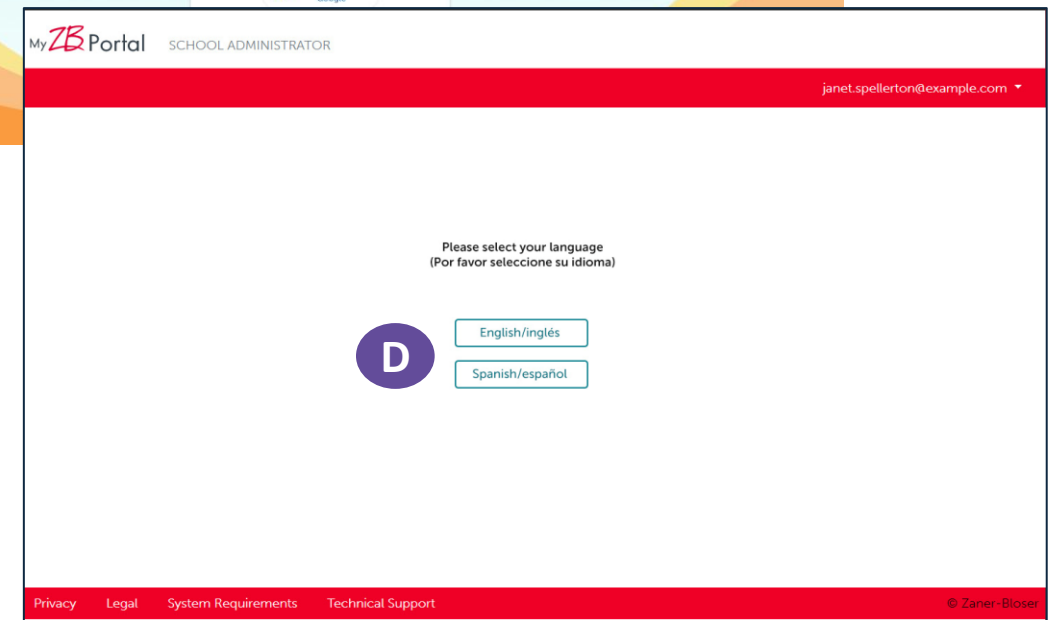 Google
My ZB Portal SCHOOL ADMINISTRATOR
janet.spellerton@example.com
Please select your language
(Por favor seleccione su idioma)
D
English/inglés
Spanish/español
Privacy Legal System Requirements Technical Support © Zaner-Bloser